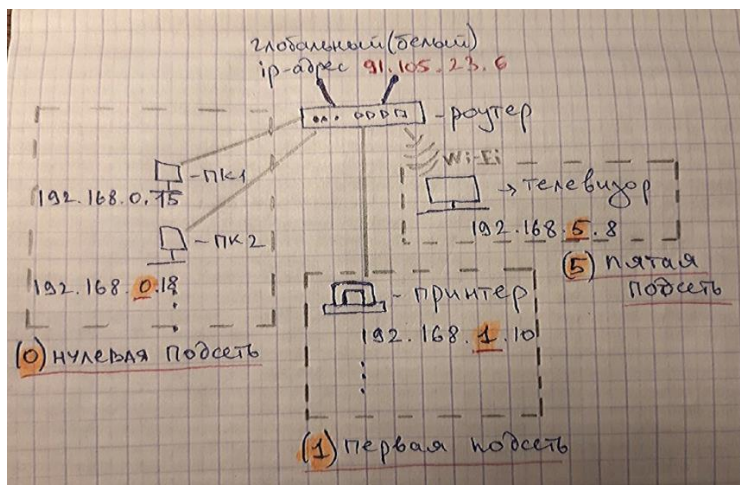 глобальный (белый)
ip-адрес 91.105.23.6
- роутер
Wi-Fi
- ПК1
192.168.0.15
→ телевизор
192.168.5.8
- ПК2
192.168.0.18
(5) пятая
подсеть
- принтер
192.168.1.10
(0) нулевая подсеть
(1) первая подсеть